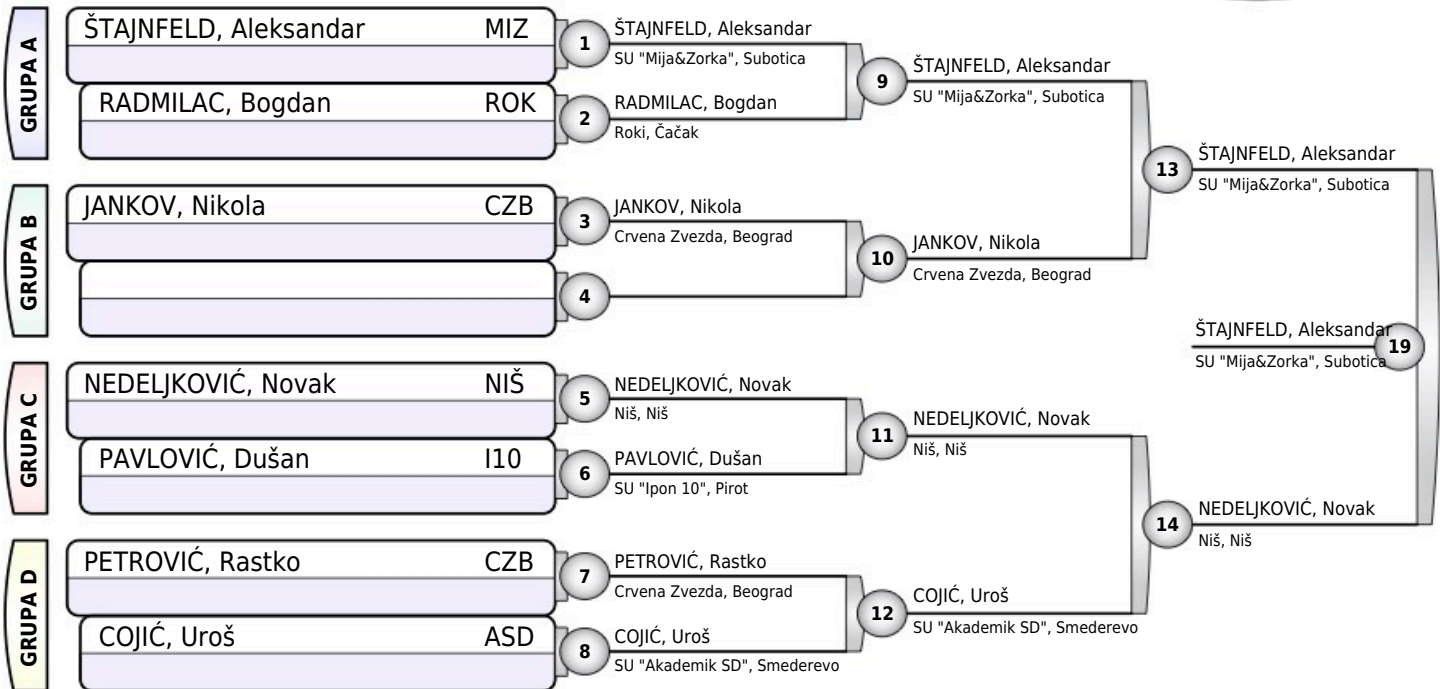 GRUPA A
ŠTAJNFELD, Aleksandar MIZ
RADMILAC, Bogdan ROK
GRUPA B
JANKOV, Nikola CZB
GRUPA C
NEDELJKOVIĆ, Novak NIŠ
PAVLOVIĆ, Dušan I10
GRUPA D
PETROVIĆ, Rastko CZB
COJIĆ, Uroš ASD
1
ŠTAJNFELD, Aleksandar
SU "Mija&Zorka", Subotica
2
RADMILAC, Bogdan
Roki, Čačak
3
JANKOV, Nikola
Crvena Zvezda, Beograd
4
5
NEDELJKOVIĆ, Novak
Niš, Niš
6
PAVLOVIĆ, Dušan
SU "Ipon 10", Pirot
7
PETROVIĆ, Rastko
Crvena Zvezda, Beograd
8
COJIĆ, Uroš
SU "Akademik SD", Smederevo
9
ŠTAJNFELD, Aleksandar
SU "Mija&Zorka", Subotica
10
JANKOV, Nikola
Crvena Zvezda, Beograd
11
NEDELJKOVIĆ, Novak
Niš, Niš
12
COJIĆ, Uroš
SU "Akademik SD", Smederevo
13
ŠTAJNFELD, Aleksandar
SU "Mija&Zorka", Subotica
14
NEDELJKOVIĆ, Novak
Niš, Niš
ŠTAJNFELD, Aleksandar
SU "Mija&Zorka", Subotica
19